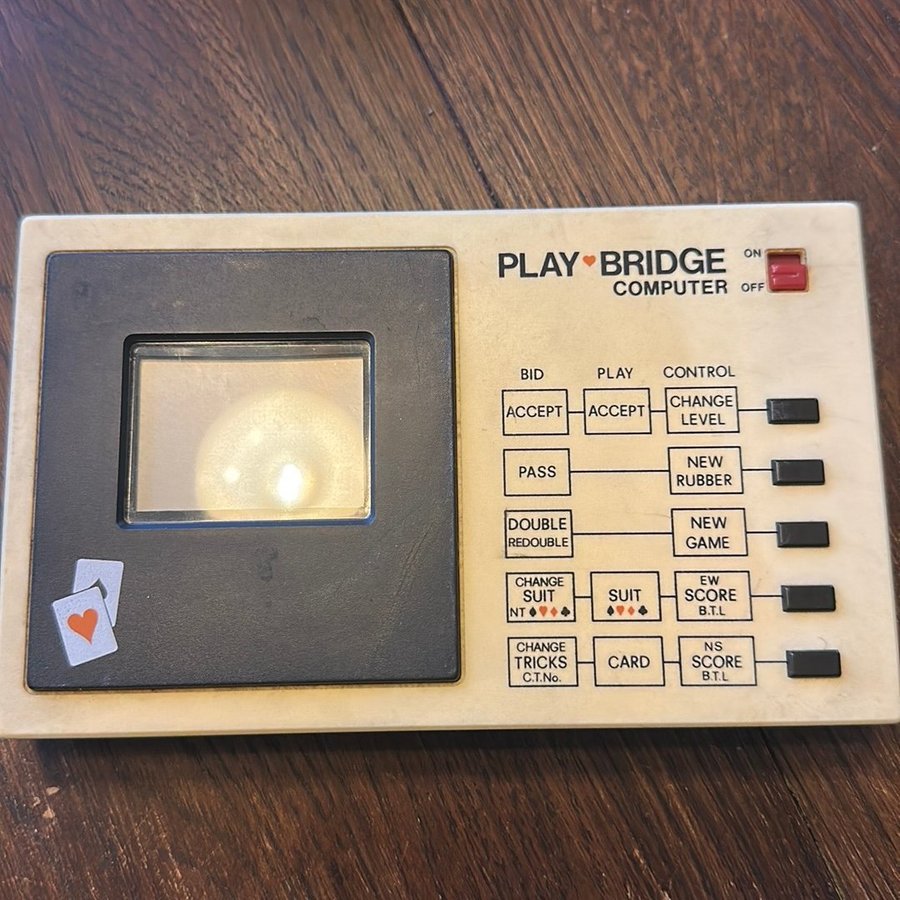 PLAY♥BRIDGE
COMPUTER
ON
OFF
BID PLAY CONTROL
ACCEPT ACCEPT CHANGE LEVEL
PASS NEW RUBBER
DOUBLE REDOUBLE NEW GAME
CHANGE SUIT NT ♠♥♦♣ SUIT ♠♥♦♣ EW SCORE B.T.L
CHANGE TRICKS C.T.No. CARD NS SCORE B.T.L